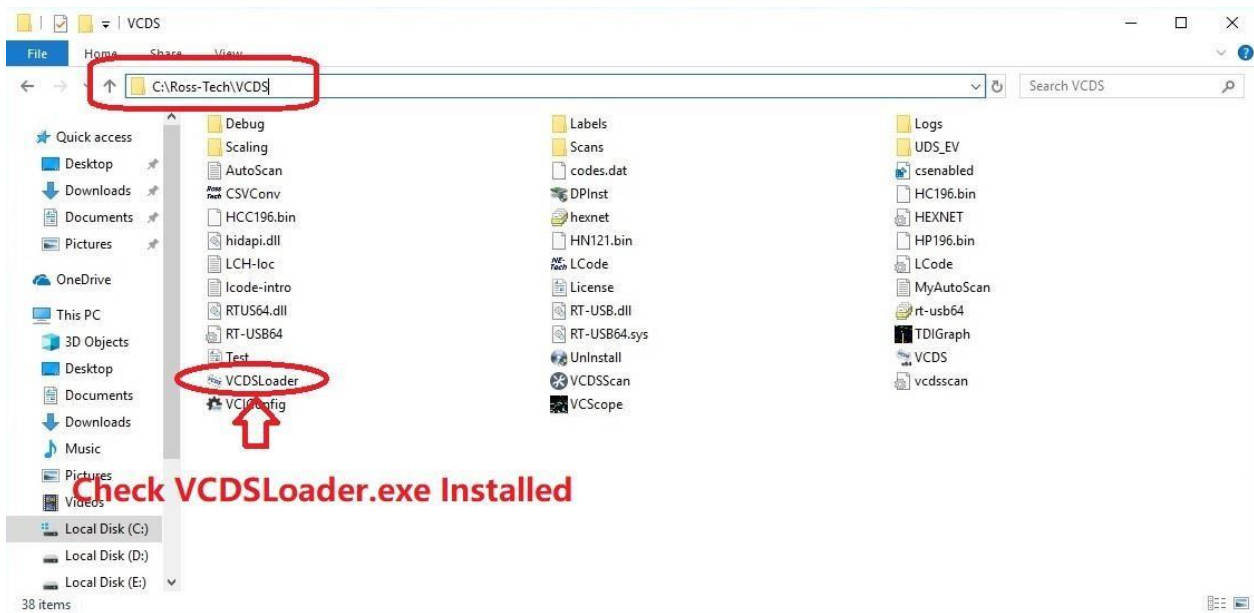 VCDS
File Home Share View
C:\Ross-Tech\VCDS
Search VCDS
Quick access
Desktop
Downloads
Documents
Pictures
OneDrive
This PC
3D Objects
Desktop
Documents
Downloads
Music
Pictures
Videos
Local Disk (C:)
Local Disk (D:)
Local Disk (E:)
Debug
Scaling
AutoScan
CSVConv
HCC196.bin
hidapi.dll
LCH-loc
lcode-intro
RTUS64.dll
RT-USB64
Test
VCDSLoader
VCIConfig
Labels
Scans
codes.dat
DPInst
hexnet
HN121.bin
LCode
License
RT-USB.dll
RT-USB64.sys
UnInstall
VCDSScan
VCScope
Logs
UDS_EV
csenabled
HC196.bin
HEXNET
HP196.bin
LCode
MyAutoScan
rt-usb64
TDIGraph
VCDS
vcdsscan
Check VCDSLoader.exe Installed
38 items